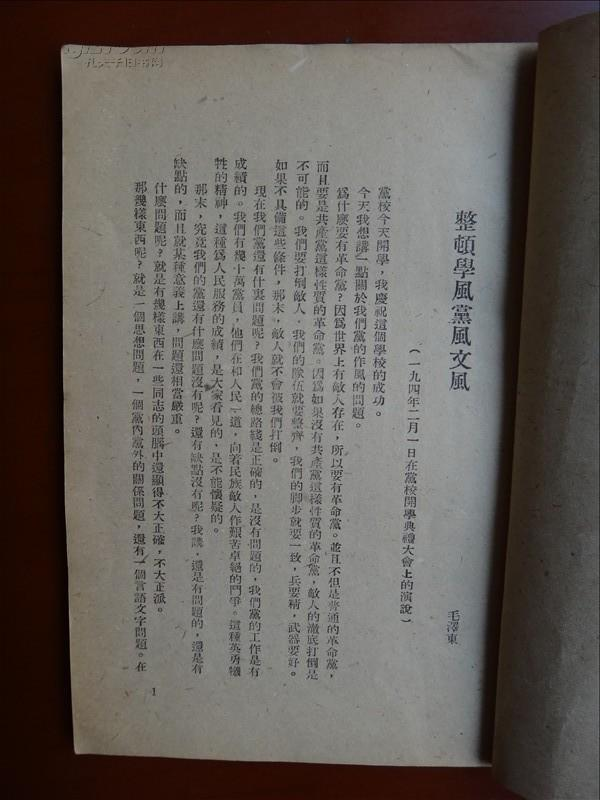 整頓學風黨風文風
(一九四年二月一日在黨校開學典禮大會上的演說)
毛澤東
黨校今天開學,我慶祝這個學校的成功。
今天我想講一點關於我們黨的作風的問題。
爲什麼要有革命黨?因爲世界上有敵人存在,所以要有革命黨。並且不但是普通的革命黨,
而且要是共產黨這樣性質的革命黨。因爲如果沒有共產黨這樣性質的革命黨,敵人的澈底打倒是
不可能的。我們要打倒敵人,我們的隊伍就要整齊,我們的脚步就要一致,兵要精,武器要好。
如果不具備這些條件,那末,敵人就不會被我們打倒。
現在我們黨還有什裏問題呢?我們黨的總路綫是正確的,是沒有問題的,我們黨的工作是有
成績的。我們有幾十萬黨員,他們在和人民一道,向着民族敵人作艱苦卓絕的鬥爭。這種英勇犧
牲的精神,這種爲人民服務的成績,是大家看見的,是不能懷疑的。
那末,究竟我們的黨還有什麼問題沒有呢?還有缺點沒有呢?我講,還是有問題的,還是有
缺點的,而且就某種意義上講,問題還相當嚴重。
什麼問題呢?就是有幾樣東西在一些同志的頭腦中還顯得不大正確,不大正派。
那幾樣東西呢?就是一個思想問題,一個黨內黨外的關係問題,還有一個言語文字問題。在
1
孔夫子旧书网